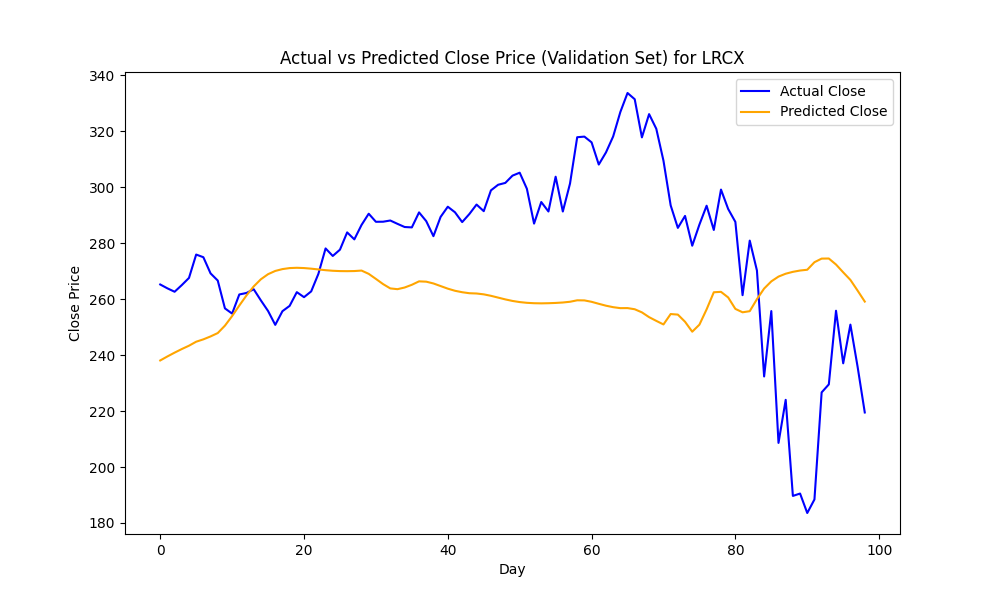 Actual vs Predicted Close Price (Validation Set) for LRCX
Actual Close
Predicted Close
Close Price
340
320
300
280
260
240
220
200
180
0 20 40 60 80 100
Day